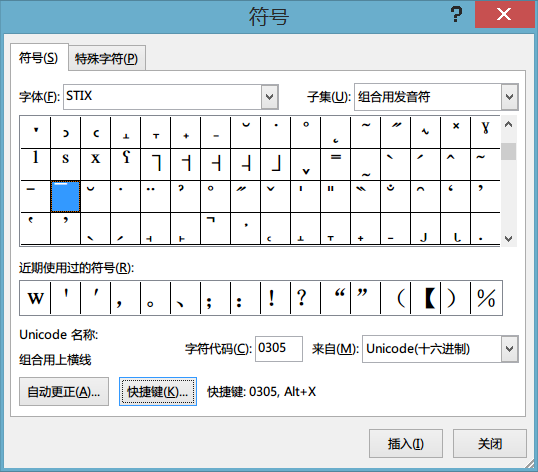 符号
符号(S) 特殊字符(P)
字体(F): STIX 子集(U): 组合用发音符
l s x ʕ ˥ ˦ ˧ ˨ ˩
近期使用过的符号(R):
w ' ′ ， 。 、 ； ： ！ ？ “ ” （ 【 ） %
Unicode 名称:
组合用上横线
字符代码(C): 0305 来自(M): Unicode(十六进制)
自动更正(A)... 快捷键(K)... 快捷键: 0305, Alt+X
插入(I) 关闭